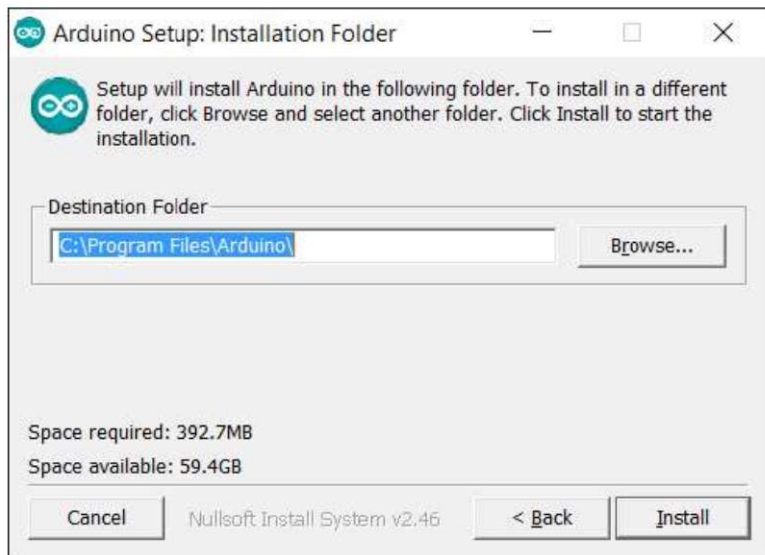 Arduino Setup: Installation Folder
Setup will install Arduino in the following folder. To install in a different
folder, click Browse and select another folder. Click Install to start the
installation.
Destination Folder
C:\Program Files\Arduino\
Browse...
Space required: 392.7MB
Space available: 59.4GB
Cancel
Nullsoft Install System v2.46
< Back
Install